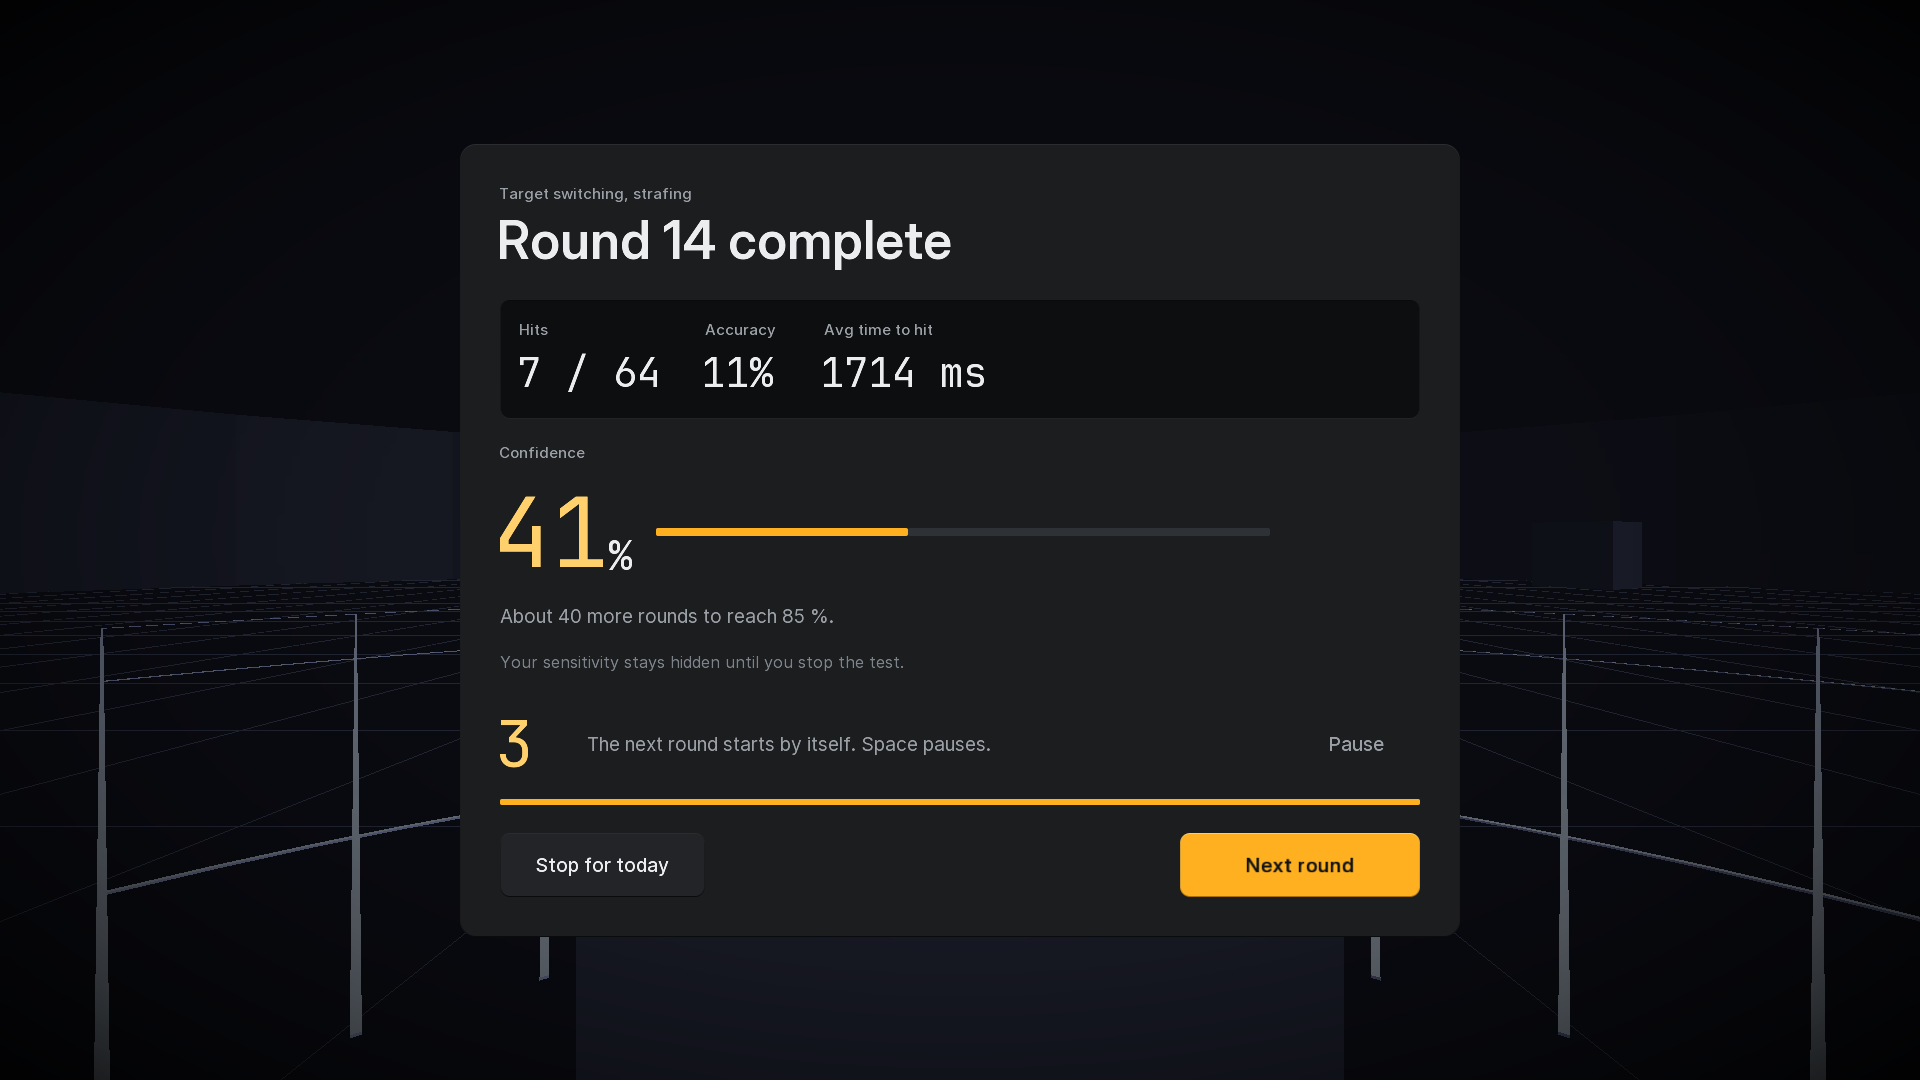 Target switching, strafing
Round 14 complete
Hits Accuracy Avg time to hit
7 / 64 11% 1714 ms
Confidence
41%
About 40 more rounds to reach 85 %.
Your sensitivity stays hidden until you stop the test.
3 The next round starts by itself. Space pauses. Pause
Stop for today Next round